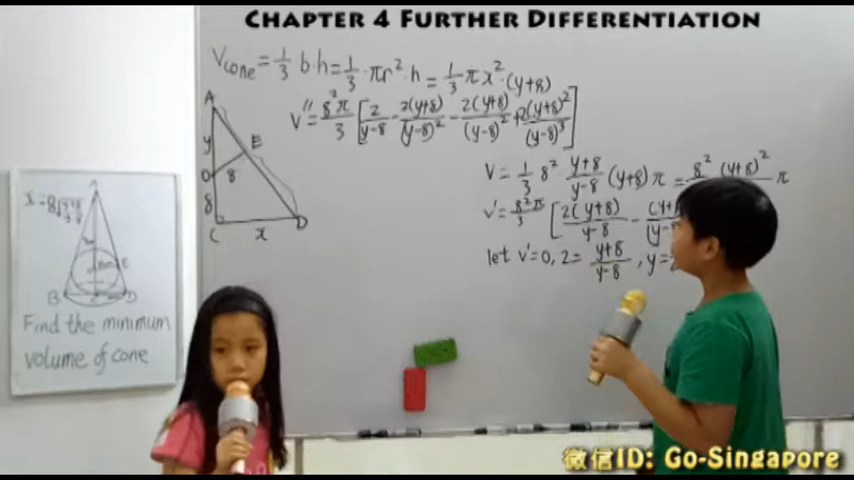 CHAPTER 4 FURTHER DIFFERENTIATION
Vcone = 1/3 b·h = 1/3 · πr² · h = 1/3 πx² · (y+8)
V'' = 8²π/3 [2/(y-8) - 2(y+8)/(y-8)² - 2(y+8)/(y-8)² + 2(y+8)²/(y-8)³]
V = 1/3 8² (y+8)/(y-8) (y+8) π = 8² (y+8)² π
V' = 8²π/3 [2(y+8)/(y-8) -
let V'=0, 2 = (y+8)/(y-8), y=
A
y
E
O
8
8
C
x
D
A
E
B
D
Find the minimum
volume of cone
微信ID: Go-Singapore